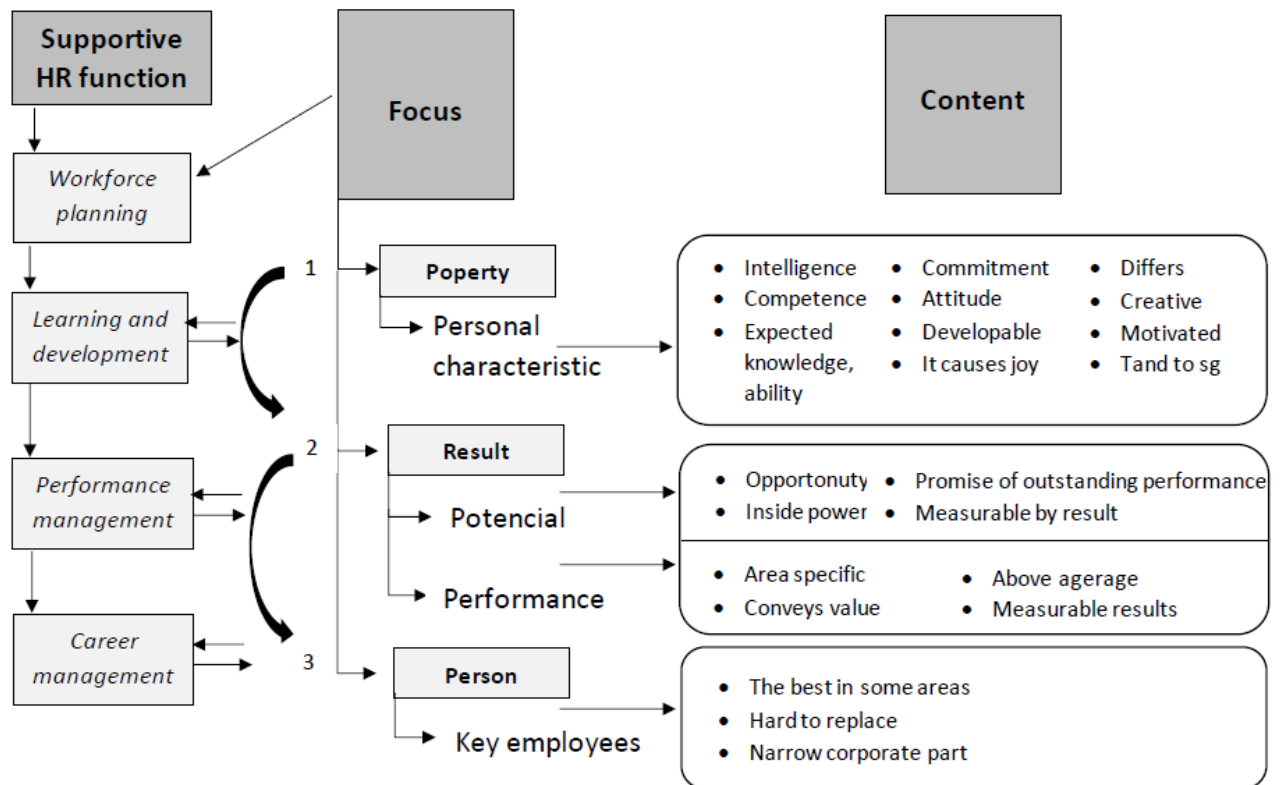 Supportive
HR function
Focus
Content
Workforce
planning
Learning and
development
Performance
management
Career
management
1
Poperty
Personal
characteristic
• Intelligence
• Competence
• Expected
knowledge,
ability
• Commitment
• Attitude
• Developable
• It causes joy
• Differs
• Creative
• Motivated
• Tand to sg
2
Result
Potencial
• Opportonuty
• Inside power
• Promise of outstanding performance
• Measurable by result
Performance
• Area specific
• Conveys value
• Above agerage
• Measurable results
3
Person
Key employees
• The best in some areas
• Hard to replace
• Narrow corporate part